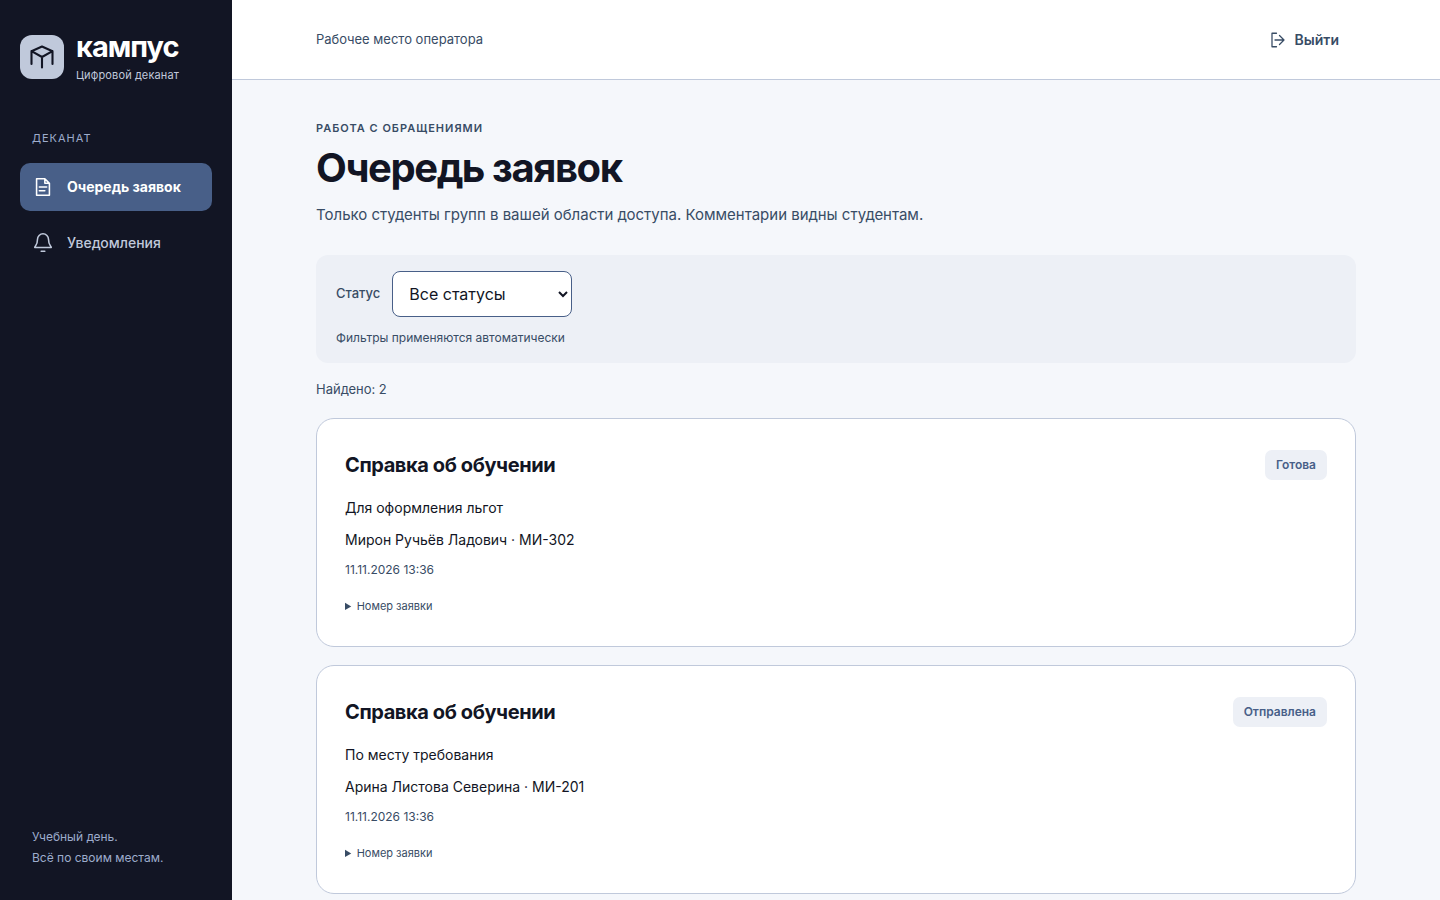 кампус
Цифровой деканат
ДЕКАНАТ
Очередь заявок
Уведомления
Учебный день.
Всё по своим местам.
Рабочее место оператора
Выйти
РАБОТА С ОБРАЩЕНИЯМИ
Очередь заявок
Только студенты групп в вашей области доступа. Комментарии видны студентам.
Статус
Все статусы
Фильтры применяются автоматически
Найдено: 2
Справка об обучении
Готова
Для оформления льгот
Мирон Ручьёв Ладович · МИ-302
11.11.2026 13:36
Номер заявки
Справка об обучении
Отправлена
По месту требования
Арина Листова Северина · МИ-201
11.11.2026 13:36
Номер заявки